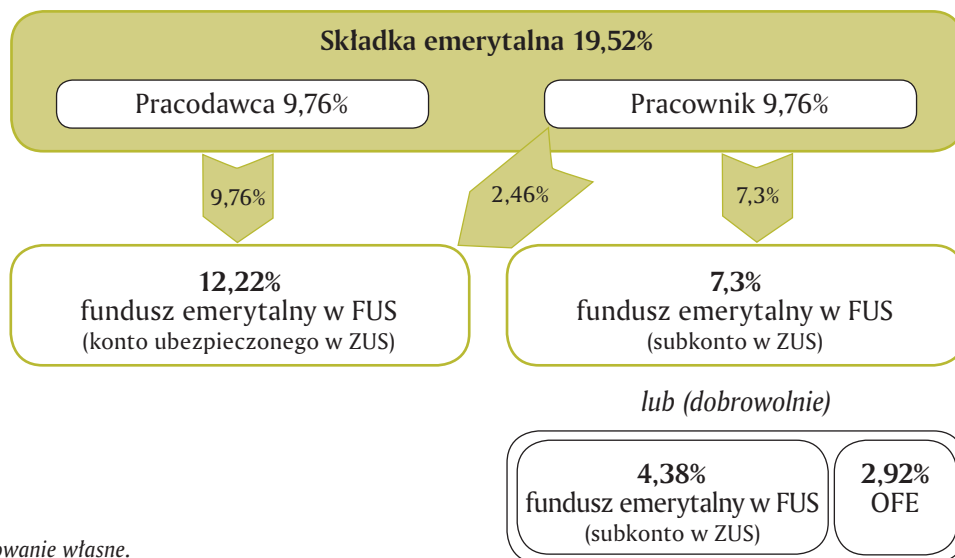 Składka emerytalna 19,52%
Pracodawca 9,76%
Pracownik 9,76%
9,76%
2,46%
7,3%
12,22%
fundusz emerytalny w FUS
(konto ubezpieczonego w ZUS)
7,3%
fundusz emerytalny w FUS
(subkonto w ZUS)
lub (dobrowolnie)
4,38%
fundusz emerytalny w FUS
(subkonto w ZUS)
2,92%
OFE
własne.